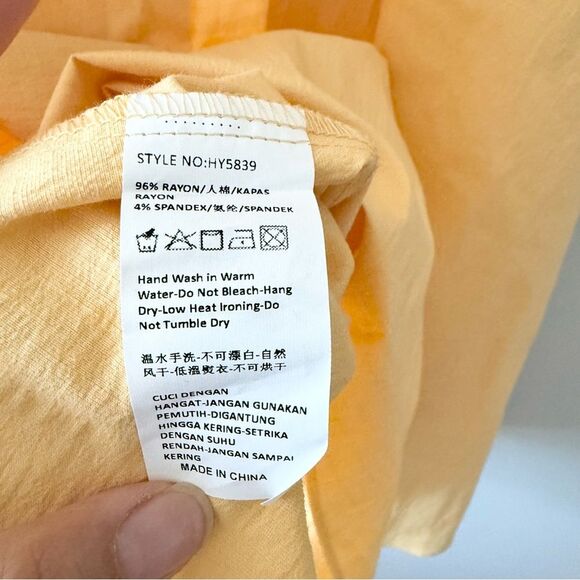 STYLE NO:HY5839
96% RAYON/人棉/KAPAS
RAYON
4% SPANDEX/氨纶/SPANDEK
Hand Wash in Warm
Water-Do Not Bleach-Hang
Dry-Low Heat Ironing-Do
Not Tumble Dry
温水手洗-不可漂白-自然
风干-低温熨衣-不可烘干
CUCI DENGAN
HANGAT-JANGAN GUNAKAN
PEMUTIH-DIGANTUNG
HINGGA KERING-SETRIKA
DENGAN SUHU
RENDAH-JANGAN SAMPAI
KERING
MADE IN CHINA